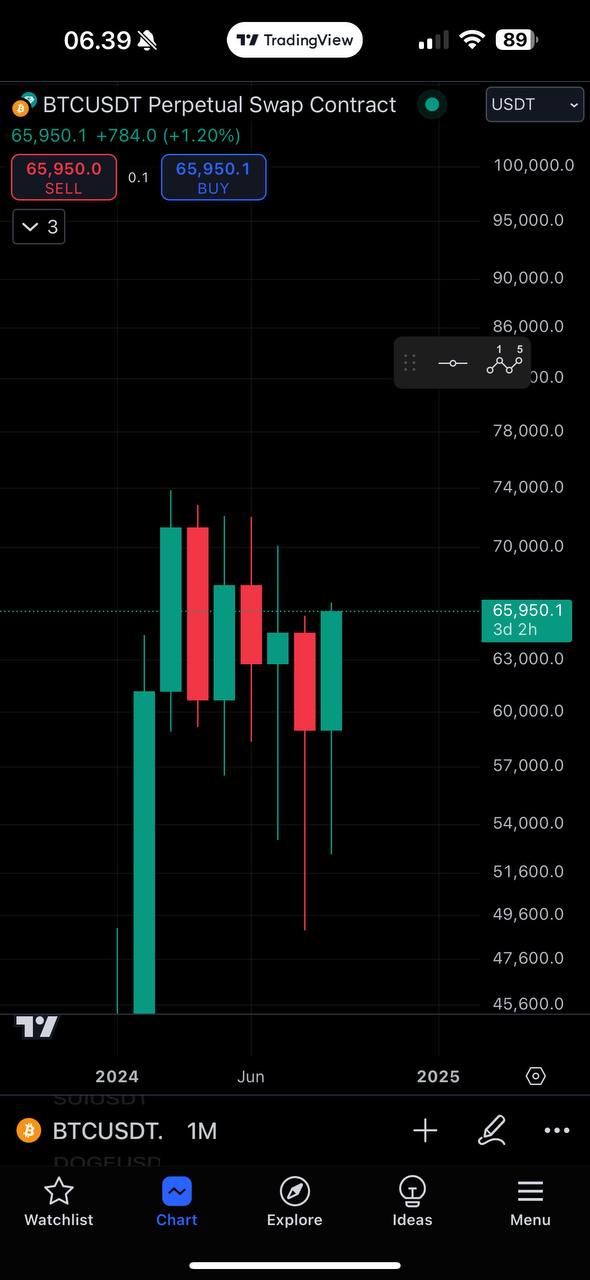 06.39
TradingView
89
BTCUSDT Perpetual Swap Contract
USDT
65,950.1 +784.0 (+1.20%)
65,950.0
SELL
0.1
65,950.1
BUY
3
100,000.0
95,000.0
90,000.0
86,000.0
1 5
00.0
78,000.0
74,000.0
70,000.0
65,950.1
3d 2h
63,000.0
60,000.0
57,000.0
54,000.0
51,600.0
49,600.0
47,600.0
45,600.0
2024 Jun 2025
SUIUSDT
BTCUSDT. 1M
DOGEUSD
Watchlist Chart Explore Ideas Menu